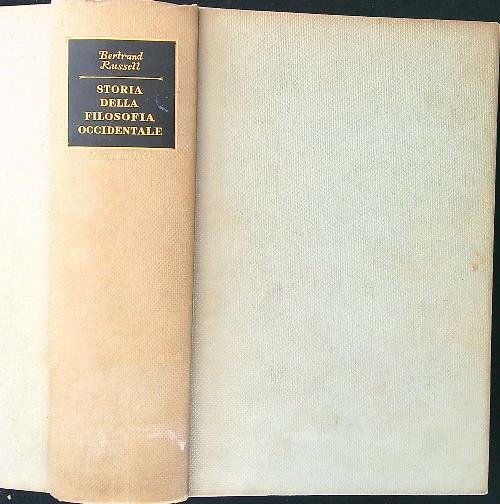 Bertrand
Russell
STORIA
DELLA
FILOSOFIA
OCCIDENTALE